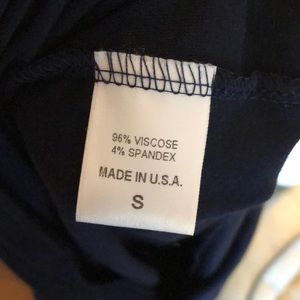 96% VISCOSE
4% SPANDEX
MADE IN U.S.A.
S